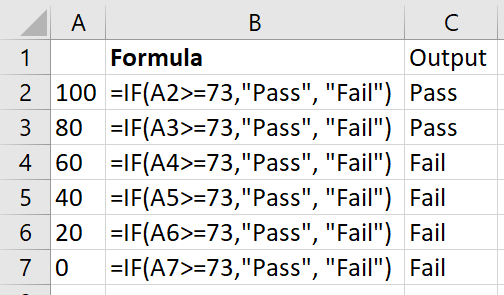 A B C
1 Formula Output
2 100 =IF(A2>=73,"Pass", "Fail") Pass
3 80 =IF(A3>=73,"Pass", "Fail") Pass
4 60 =IF(A4>=73,"Pass", "Fail") Fail
5 40 =IF(A5>=73,"Pass", "Fail") Fail
6 20 =IF(A6>=73,"Pass", "Fail") Fail
7 0 =IF(A7>=73,"Pass", "Fail") Fail